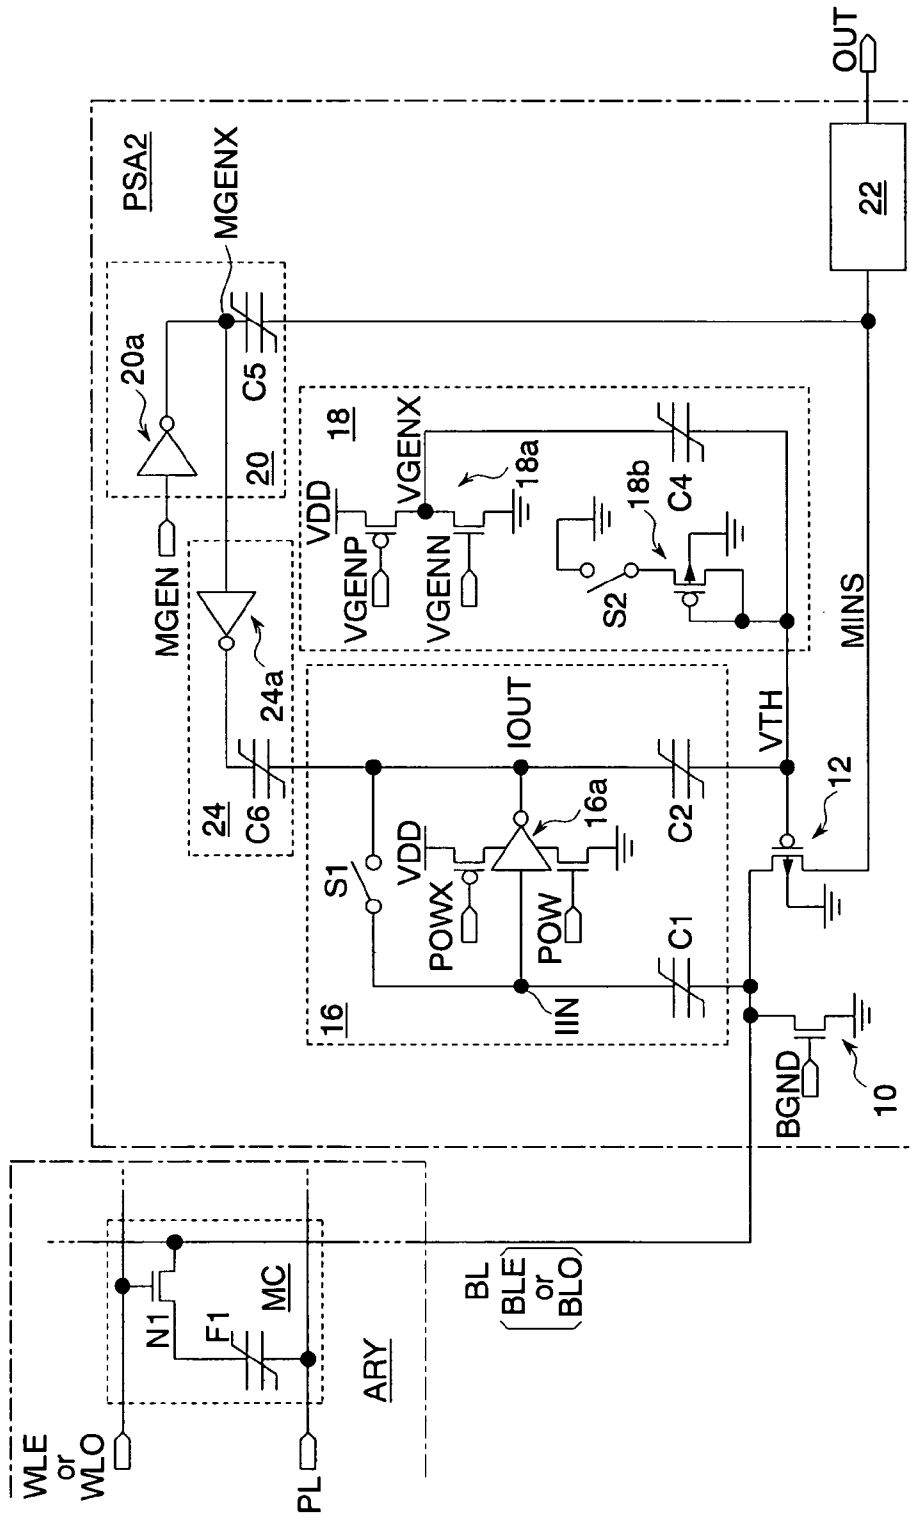 WLE
or
WLO
PL
N1
F1
MC
ARY
BL
BLE
or
BLO
PSA2
MGEN
20a
MGENX
C5
20
24
24a
C6
16
S1
VDD
POWX
16a
POW
IOUT
IIN
C1
C2
18
VDD
VGENP
VGENX
VGENN
18a
S2
18b
C4
VTH
MINS
12
BGND
10
22
OUT